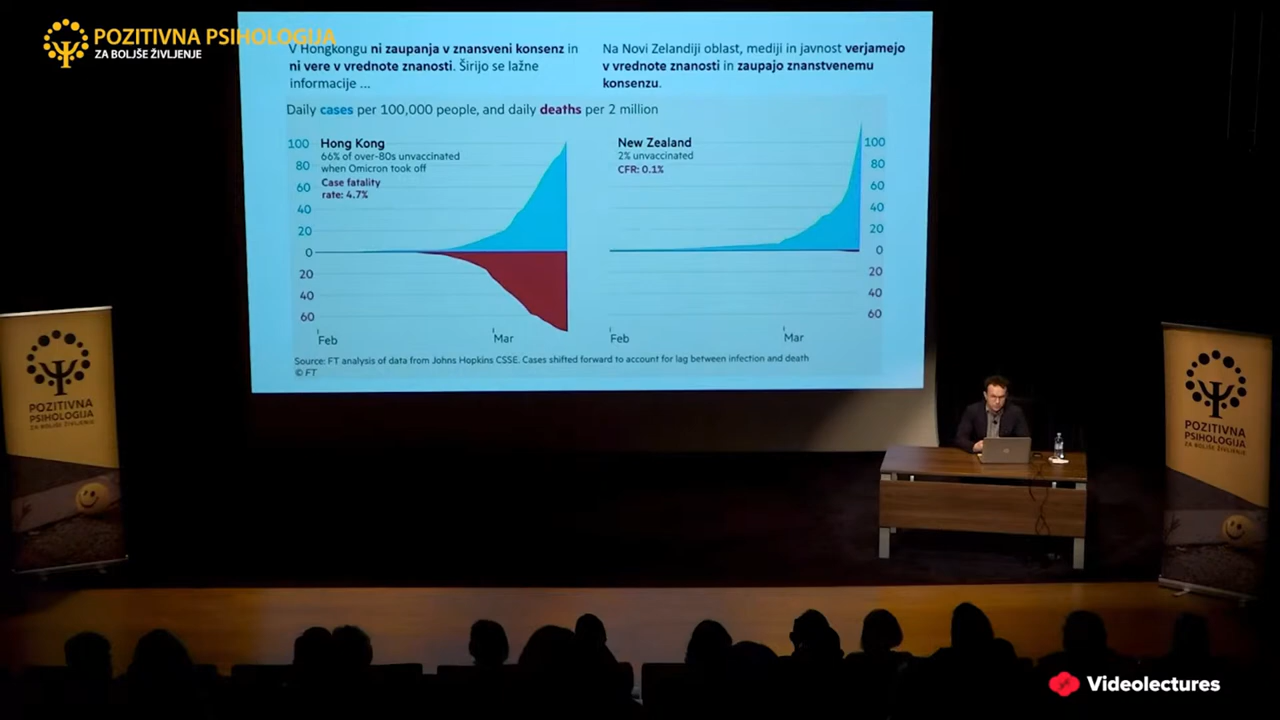 POZITIVNA PSIHOLOGIJA
ZA BOLJŠE ŽIVLJENJE
V Hongkongu ni zaupanja v znansveni konsenz in
ni vere v vrednote znanosti. Širijo se lažne
informacije ...
Na Novi Zelandiji oblast, mediji in javnost verjamejo
v vrednote znanosti in zaupajo znanstvenemu
konsenzu.
Daily cases per 100,000 people, and daily deaths per 2 million
Hong Kong
66% of over-80s unvaccinated
when Omicron took off
Case fatality
rate: 4.7%
100
80
60
40
20
0
20
40
60
Feb
Mar
New Zealand
2% unvaccinated
CFR: 0.1%
100
80
60
40
20
0
20
40
60
Feb
Mar
Source: FT analysis of data from Johns Hopkins CSSE. Cases shifted forward to account for lag between infection and death
© FT
POZITIVNA
PSIHOLOGIJA
ZA BOLJŠE ŽIVLJENJE
POZITIVNA
PSIHOLOGIJA
ZA BOLJŠE ŽIVLJENJE
Videolectures